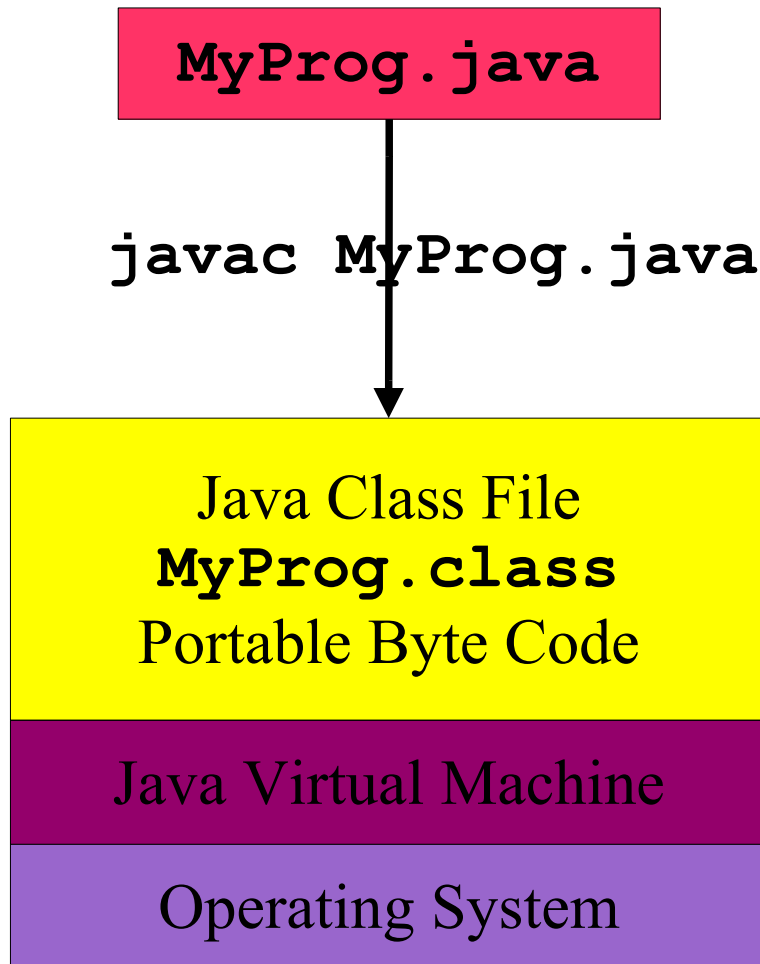 MyProg.java
javac MyProg.java
Java Class File
MyProg.class
Portable Byte Code
Java Virtual Machine
Operating System